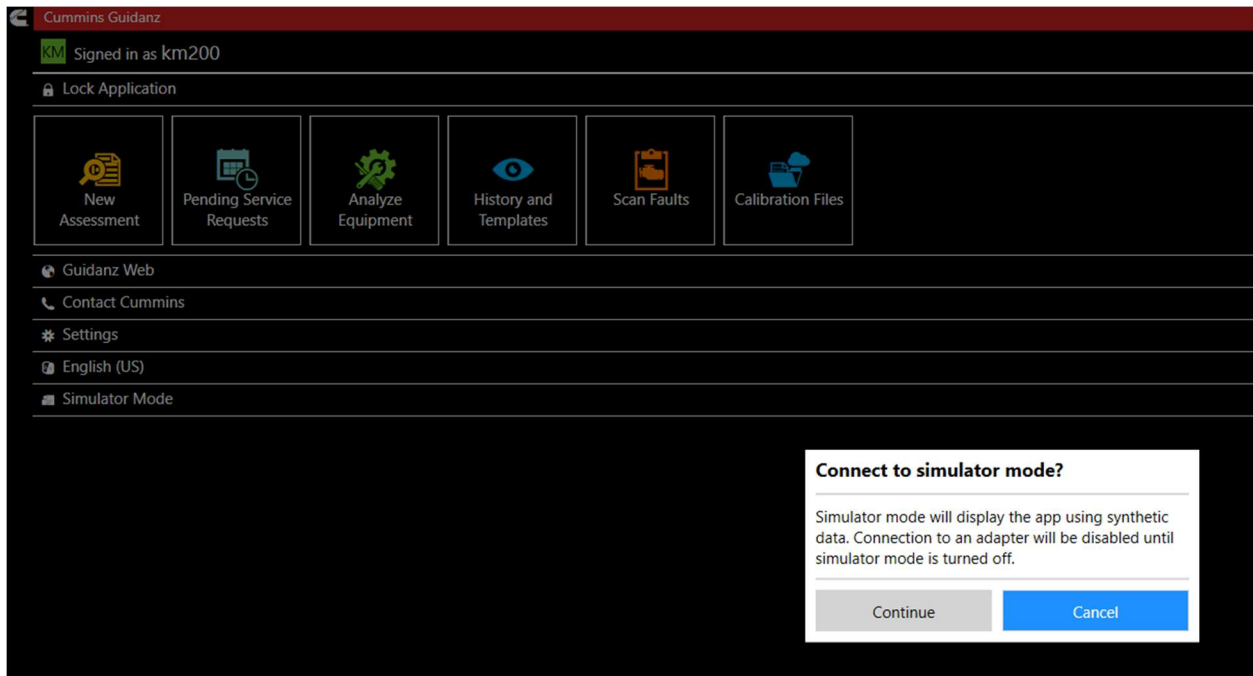 Cummins Guidanz
KM Signed in as km200
Lock Application
New
Assessment
Pending Service
Requests
Analyze
Equipment
History and
Templates
Scan Faults
Calibration Files
Guidanz Web
Contact Cummins
Settings
English (US)
Simulator Mode
Connect to simulator mode?
Simulator mode will display the app using synthetic
data. Connection to an adapter will be disabled until
simulator mode is turned off.
Continue
Cancel